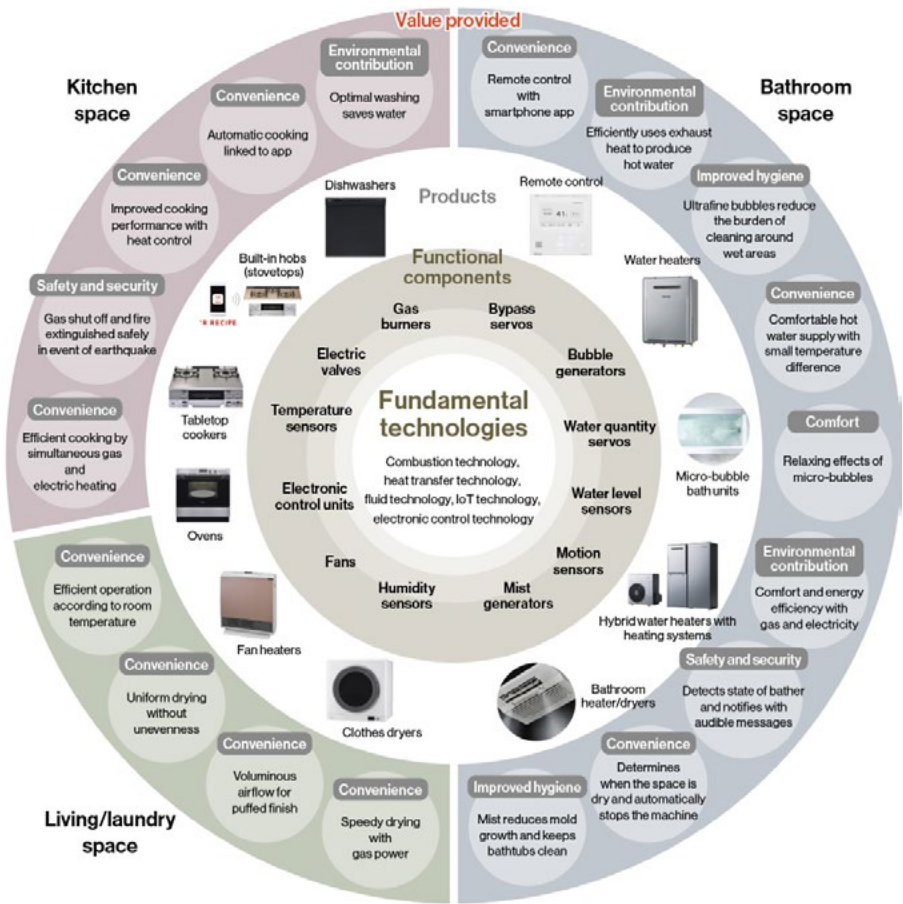 Value provided
Kitchen
space
Environmental
contribution
Optimal washing
saves water
Convenience
Automatic cooking
linked to app
Convenience
Improved cooking
performance with
heat control
Safety and security
Gas shut off and fire
extinguished safely
in event of earthquake
Convenience
Efficient cooking by
simultaneous gas
and
electric heating
Bathroom
space
Convenience
Remote control
with
smartphone app
Environmental
contribution
Efficiently uses exhaust
heat to produce
hot water
Improved hygiene
Ultrafine bubbles reduce
the burden of
cleaning around
wet areas
Convenience
Comfortable hot
water supply with
small temperature
difference
Comfort
Relaxing effects of
micro-bubbles
Environmental
contribution
Comfort and energy
efficiency with
gas and electricity
Safety and security
Detects state of bather
and notifies with
audible messages
Convenience
Determines
when the space is
dry and automatically
stops the machine
Improved hygiene
Mist reduces mold
growth and keeps
bathtubs clean
Living/laundry
space
Convenience
Efficient operation
according to room
temperature
Convenience
Uniform drying
without
unevenness
Convenience
Voluminous
airflow for
puffed finish
Convenience
Speedy drying
with
gas power
Products
Dishwashers
Remote control
41
Built-in hobs
(stovetops)
*R RECIPE
Water heaters
Tabletop
cookers
Micro-bubble
bath units
Ovens
Hybrid water heaters with
heating systems
Fan heaters
Bathroom
heater/dryers
Clothes dryers
Functional
components
Gas
burners
Bypass
servos
Electric
valves
Bubble
generators
Temperature
sensors
Water quantity
servos
Electronic
control units
Water level
sensors
Fans
Motion
sensors
Humidity
sensors
Mist
generators
Fundamental
technologies
Combustion technology,
heat transfer technology,
fluid technology, IoT technology,
electronic control technology